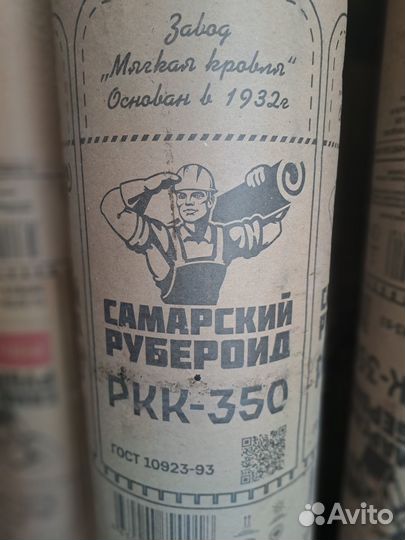 Завод
„Мягкая кровля“
Основан в 1932г
САМАРСКИЙ
РУБЕРОИД
РКК-350
ГОСТ 10923-93
Avito